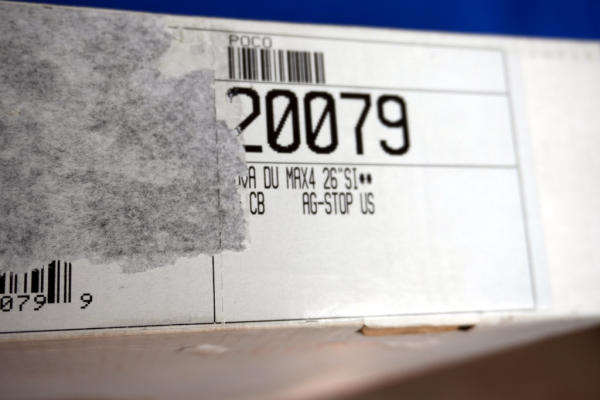 POCO
20079
VA DU MAX4 26"SI**
CB AG-STOP US
079 9